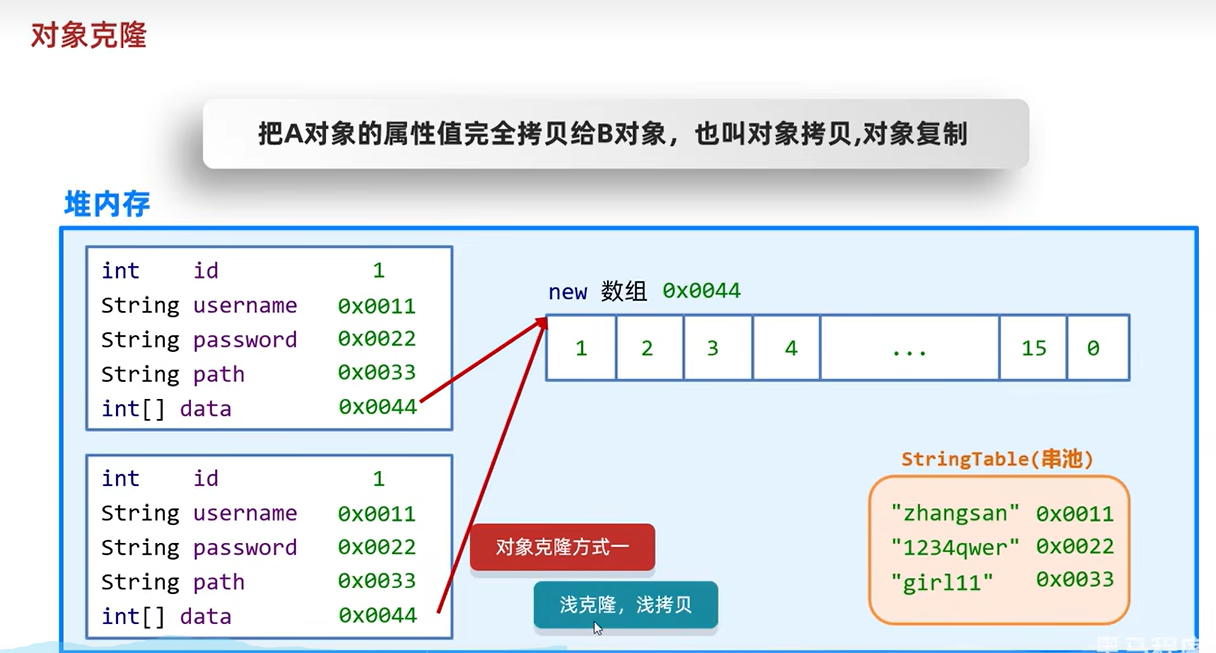 对象克隆
把A对象的属性值完全拷贝给B对象，也叫对象拷贝,对象复制
堆内存
int id 1
String username 0x0011
String password 0x0022
String path 0x0033
int[] data 0x0044
new 数组 0x0044
1 2 3 4 ... 15 0
int id 1
String username 0x0011
String password 0x0022
String path 0x0033
int[] data 0x0044
对象克隆方式一
浅克隆，浅拷贝
StringTable(串池)
"zhangsan" 0x0011
"1234qwer" 0x0022
"girl11" 0x0033